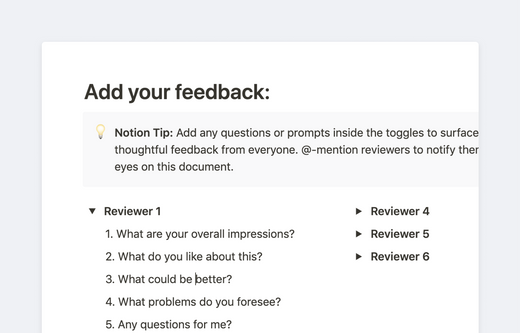 Add your feedback:
Notion Tip: Add any questions or prompts inside the toggles to surface
thoughtful feedback from everyone. @-mention reviewers to notify
eyes on this document.
Reviewer 1
1. What are your overall impressions?
2. What do you like about this?
3. What could be better?
4. What problems do you foresee?
5. Any questions for me?
Reviewer 4
Reviewer 5
Reviewer 6